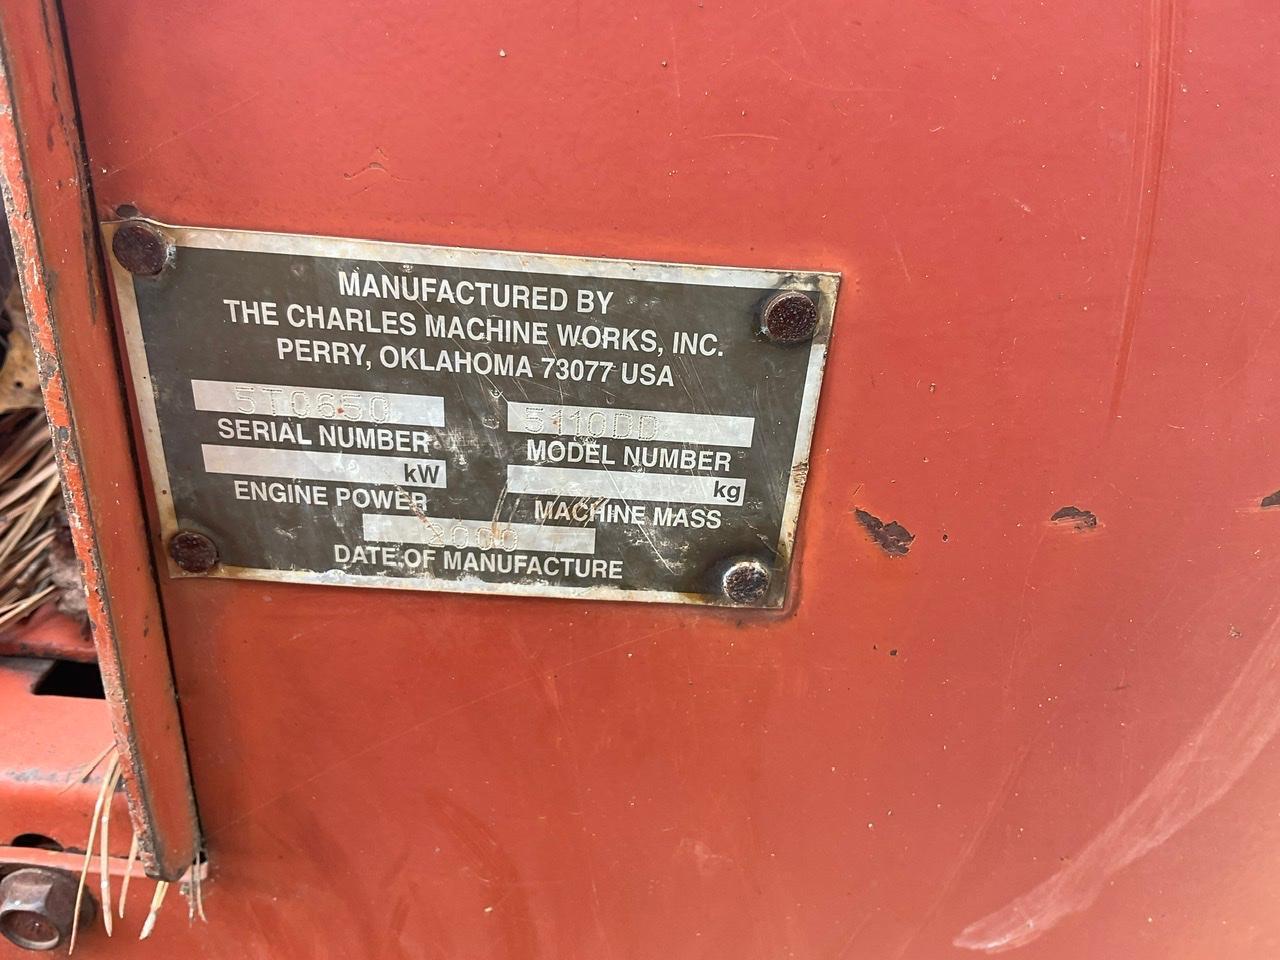 MANUFACTURED BY
THE CHARLES MACHINE WORKS, INC.
PERRY, OKLAHOMA 73077 USA
5T0650
5110DD
SERIAL NUMBER
MODEL NUMBER
kW
kg
ENGINE POWER
MACHINE MASS
2000
DATE OF MANUFACTURE